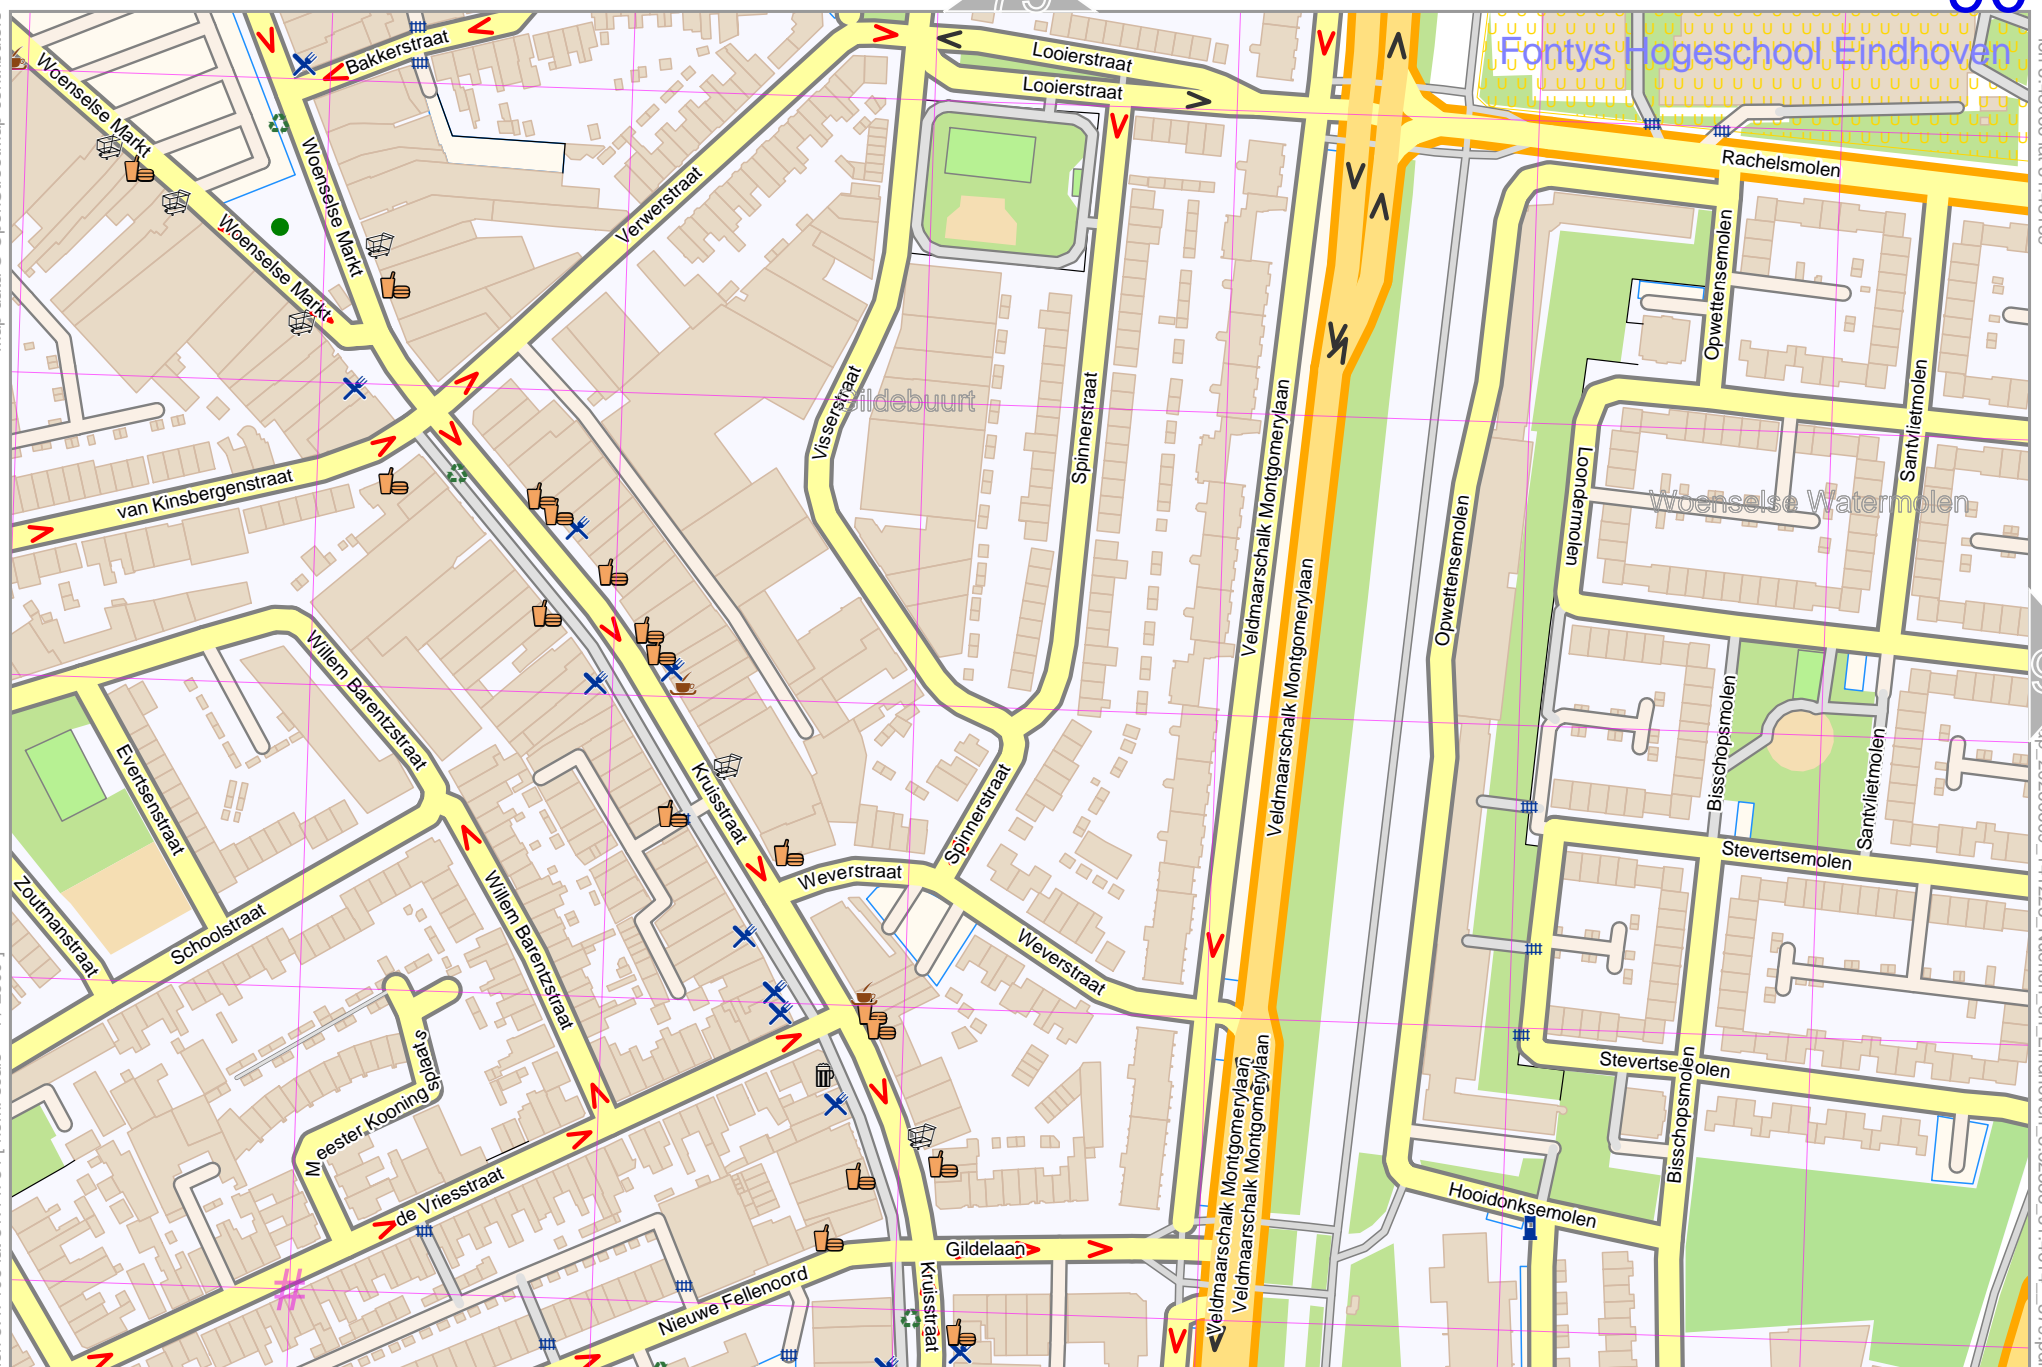 Fontys Hogeschool Eindhoven
Bakkerstraat
Looierstraat
Looierstraat
Woenselse Markt
Woenselse Markt
Woenselse Markt
Verwerstraat
Rachelsmolen
Opwettensemolen
Visserstraat
Gildebuurt
Spinnerstraat
Veldmaarschalk Montgomerylaan
Santvlietmolen
Loondermolen
Woenselse Watermolen
van Kinsbergenstraat
Opwettensemolen
Veldmaarschalk Montgomerylaan
Willem Barentzstraat
Evertsenstraat
Kruisstraat
Spinnerstraat
Bisschopsmolen
Santvlietmolen
Stevertsemolen
Weverstraat
Zoutmanstraat
Schoolstraat
Willem Barentzstraat
Weverstraat
Stevertsemolen
Meester Kooningsplaats
Bisschopsmolen
Veldmaarschalk Montgomerylaan
Veldmaarschalk Montgomerylaan
de Vriesstraat
Hooidonksemolen
Gildelaan
Nieuwe Fellenoord
Kruisstraat
#